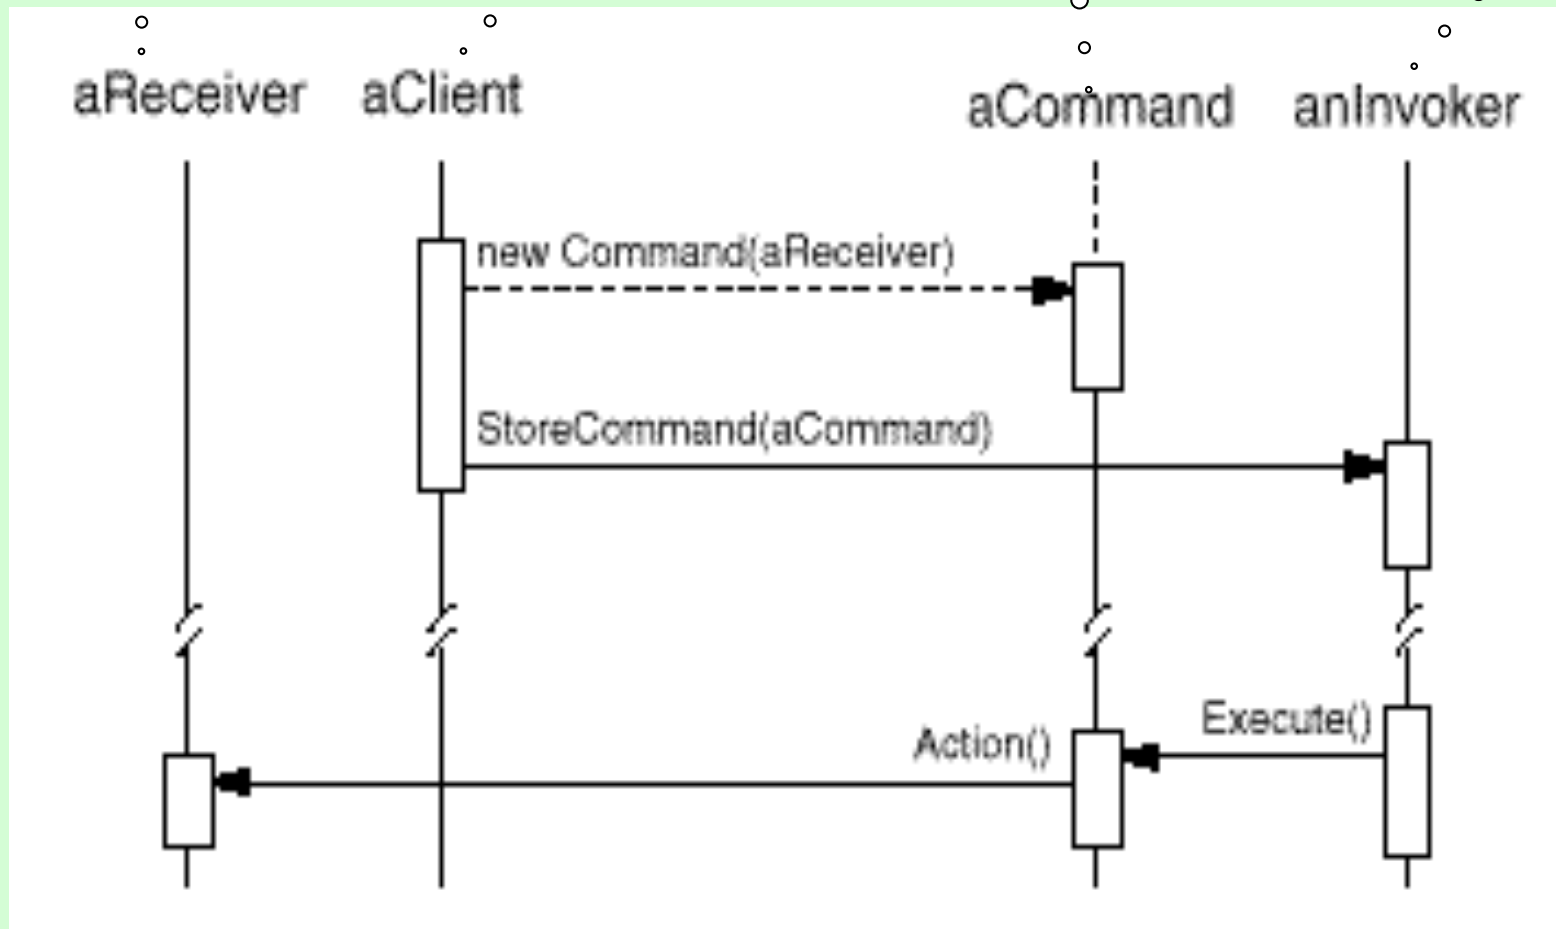 aReceiver
aClient
aCommand
anInvoker
new Command(aReceiver)
StoreCommand(aCommand)
Execute()
Action()